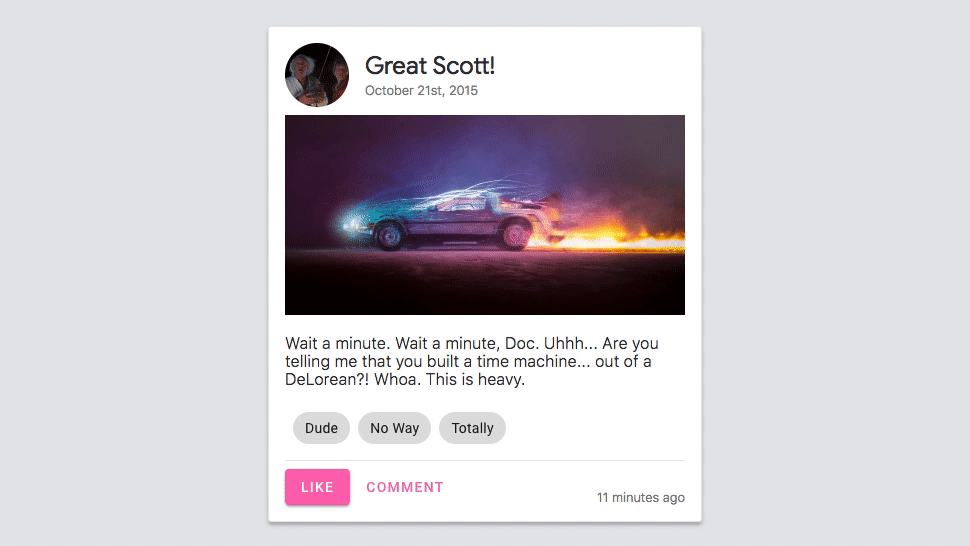 Great Scott!
October 21st, 2015
Wait a minute. Wait a minute, Doc. Uhhh... Are you
telling me that you built a time machine... out of a
DeLorean?! Whoa. This is heavy.
Dude
No Way
Totally
LIKE
COMMENT
11 minutes ago